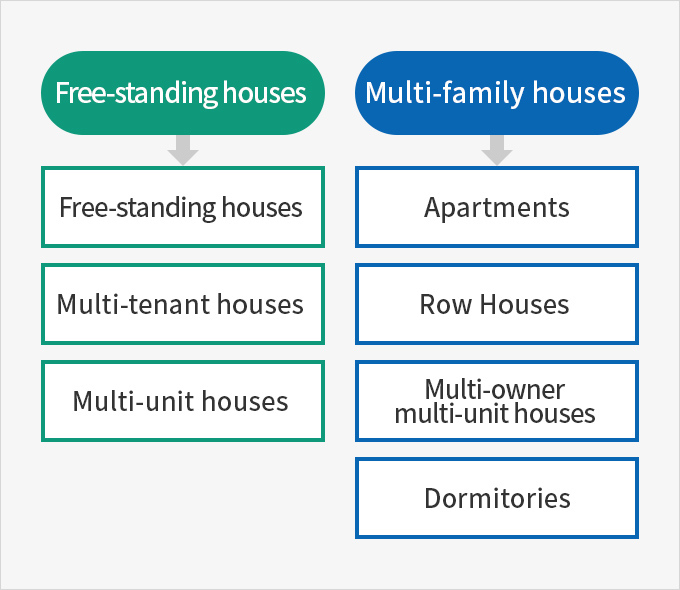 Free-standing houses
Free-standing houses
Multi-tenant houses
Multi-unit houses
Multi-family houses
Apartments
Row Houses
Multi-owner
multi-unit houses
Dormitories